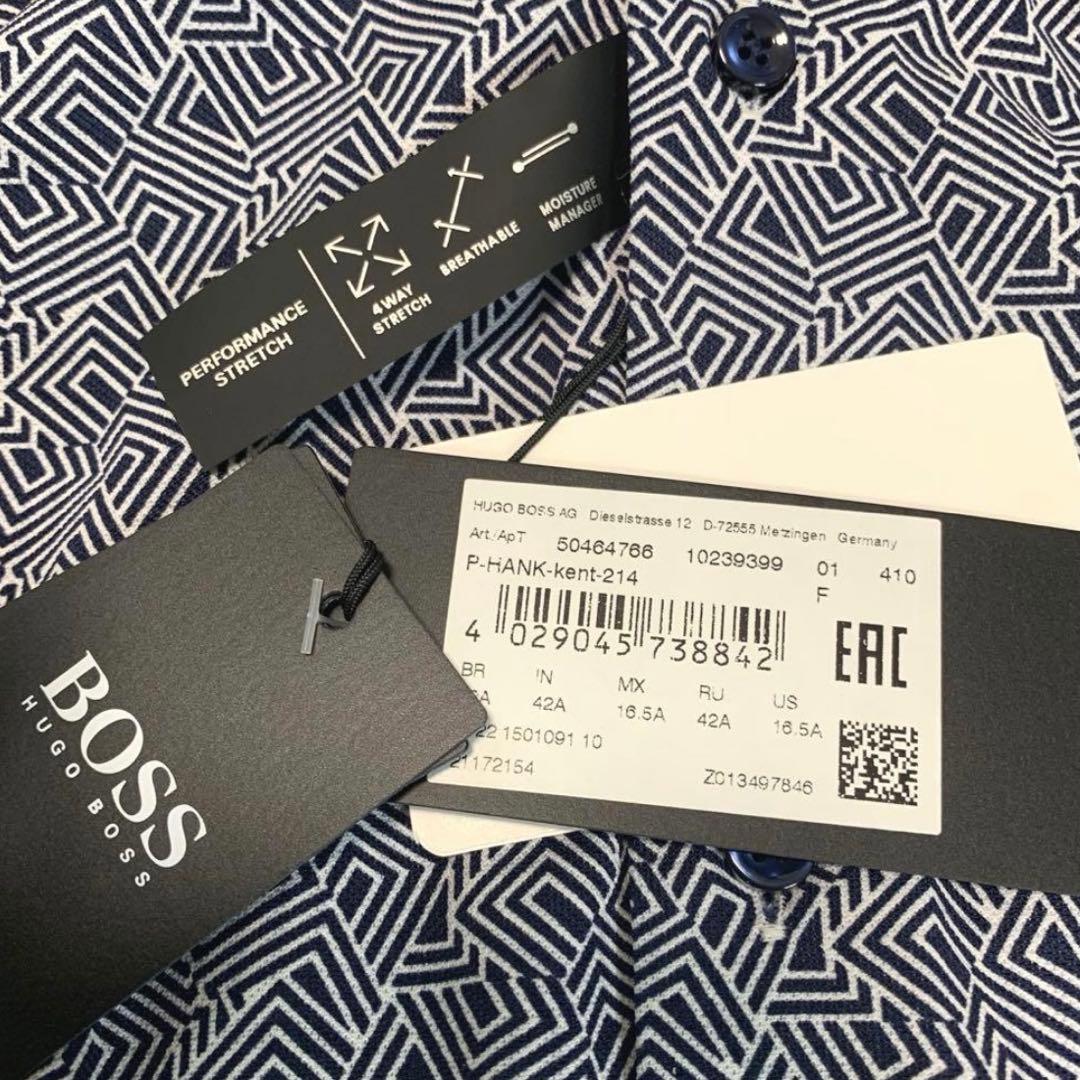 PERFORMANCE
STRETCH
4 WAY
STRETCH
BREATHABLE
MOISTURE
MANAGER
HUGO BOSS AG Dieselstrasse 12 D-72555 Metzingen Germany
Art./АрТ 50464766 10239399 01 410
P-HANK-kent-214 F
4 029045 738842
EAC
BR IN MX RU US
42A 16.5A 42A 16.5A
1501091 10
21172154 Z013497846
BOSS
HUGO BOSS